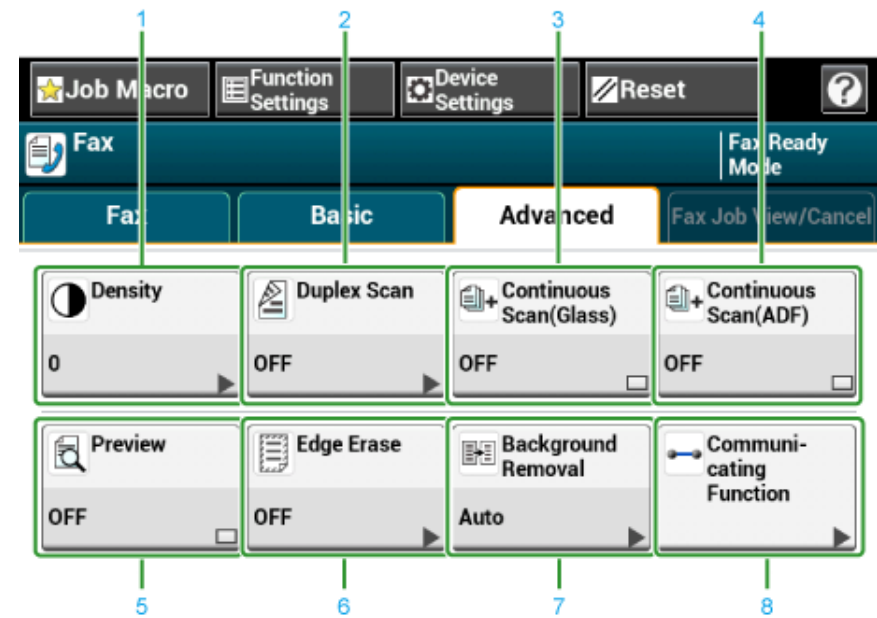 1 2 3 4
Job Macro
Function
Settings
Device
Settings
Reset
?
Fax
Fax Ready
Mode
Fax
Basic
Advanced
Fax Job View/Cancel
Density
0
Duplex Scan
OFF
Continuous
Scan(Glass)
OFF
Continuous
Scan(ADF)
OFF
Preview
OFF
Edge Erase
OFF
Background
Removal
Auto
Communi-
cating
Function
5 6 7 8